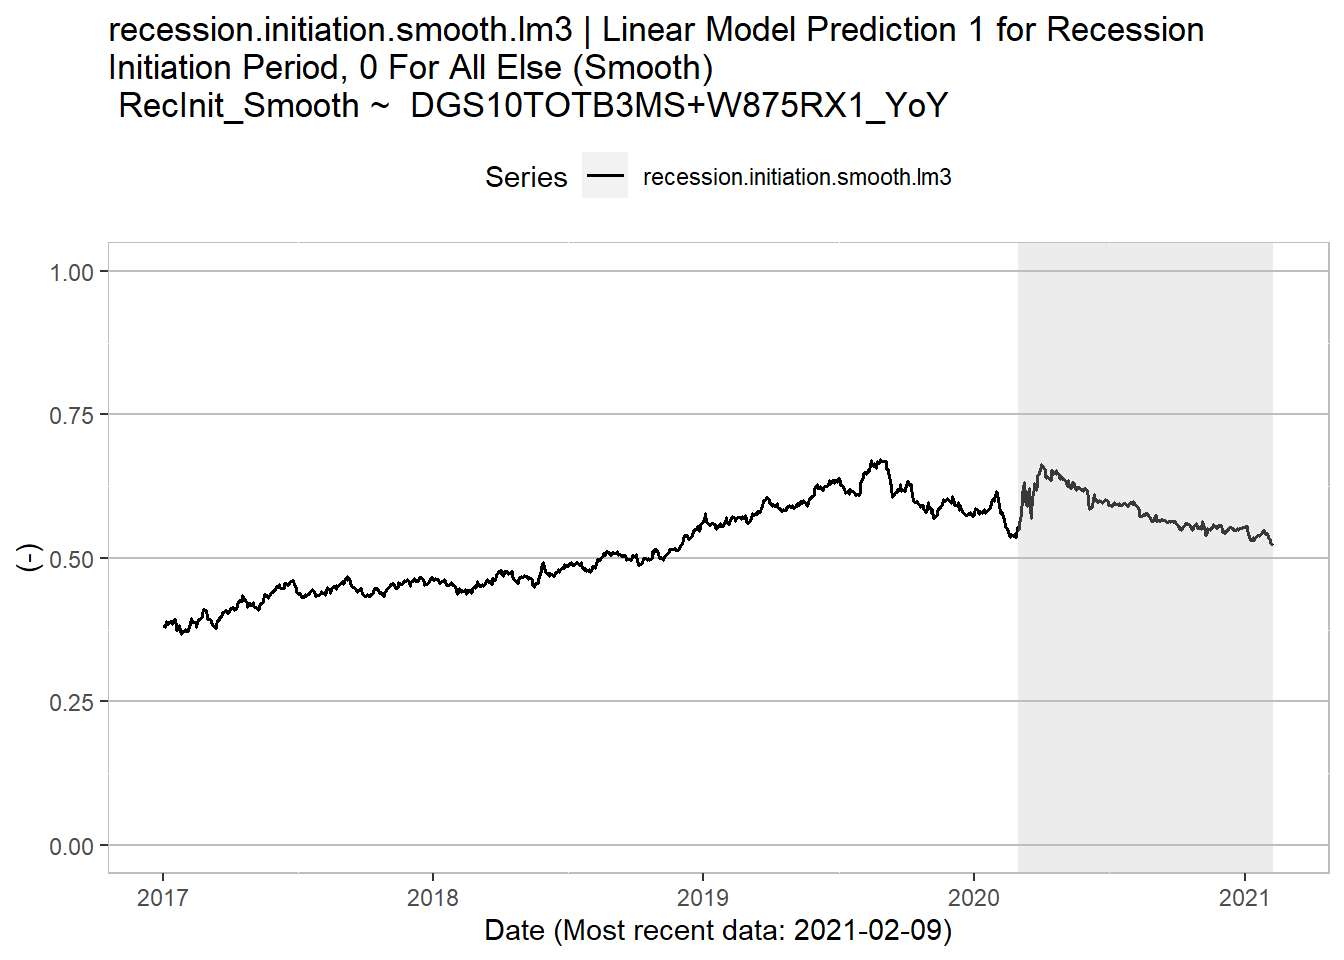 recession.initiation.smooth.lm3 | Linear Model Prediction 1 for Recession
Initiation Period, 0 For All Else (Smooth)
RecInit_Smooth ~ DGS10TOTB3MS+W875RX1_YoY
Series recession.initiation.smooth.lm3
1.00
0.75
0.50
0.25
0.00
(-)
2017 2018 2019 2020 2021
Date (Most recent data: 2021-02-09)